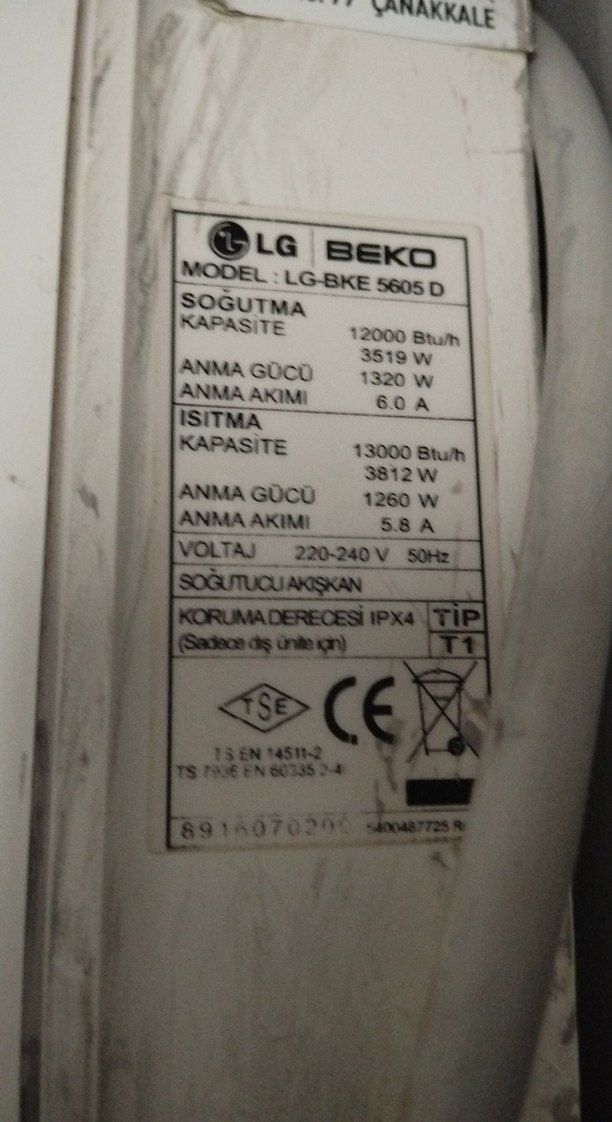 ÇANAKKALE
LG BEKO
MODEL : LG-BKE 5605 D
SOĞUTMA
KAPASİTE 12000 Btu/h
3519 W
ANMA GÜCÜ 1320 W
ANMA AKIMI 6.0 A
ISITMA
KAPASİTE 13000 Btu/h
3812 W
ANMA GÜCÜ 1260 W
ANMA AKIMI 5.8 A
VOLTAJ 220-240 V 50Hz
SOĞUTUCU AKIŞKAN
KORUMA DERECESİ IPX4 TİP
(Sadece dış ünite için) T1
TSE CE
TS EN 14511-2
TS EN 60335
5400487725